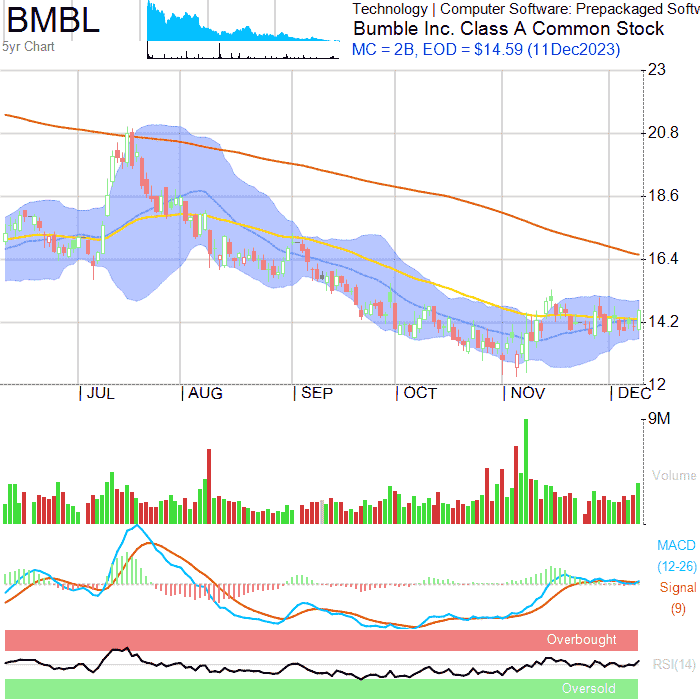 BMBL
5yr Chart
Technology | Computer Software: Prepackaged Softw
Bumble Inc. Class A Common Stock
MC = 2B, EOD = $14.59 (11Dec2023)
23
20.8
18.6
16.4
14.2
12
| JUL | AUG | SEP | OCT | NOV | DEC
9M
Volume
MACD
(12-26)
Signal
(9)
Overbought
RSI(14)
Oversold